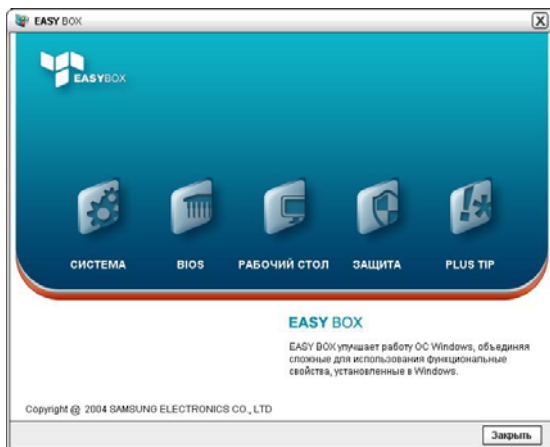 EASY BOX
EASYBOX
СИСТЕМА BIOS РАБОЧИЙ СТОЛ ЗАЩИТА PLUS TIP
EASY BOX
EASY BOX улучшает работу ОС Windows, объединяя
сложные для использования функциональные
свойства, установленные в Windows.
Copyright @ 2004 SAMSUNG ELECTRONICS CO., LTD
Закрыть